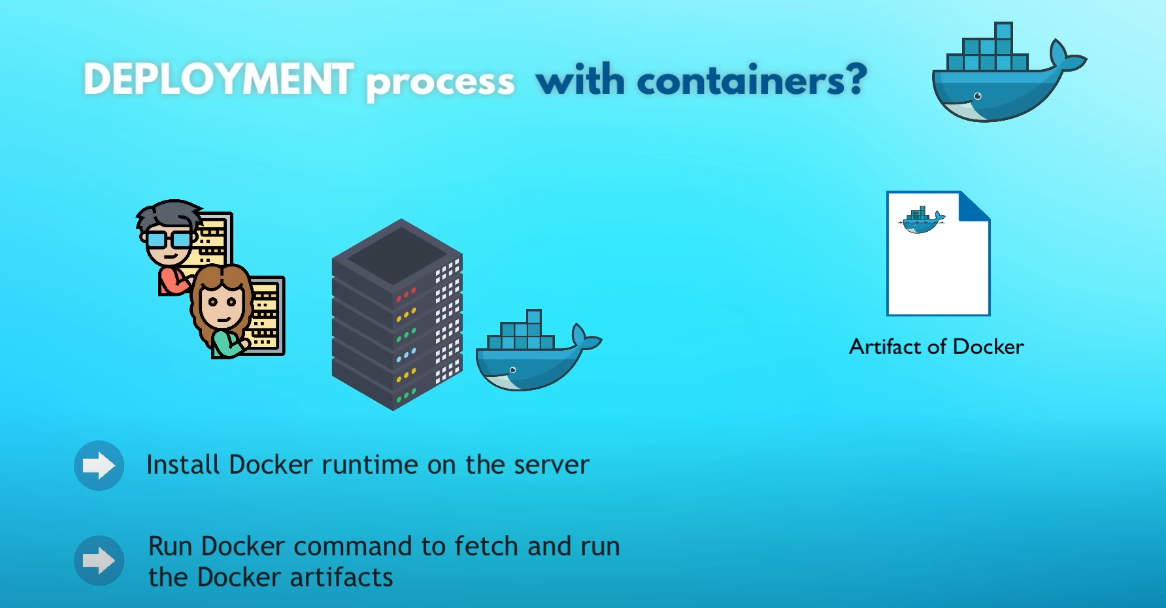 DEPLOYMENT process with containers?
Artifact of Docker
Install Docker runtime on the server
Run Docker command to fetch and run
the Docker artifacts